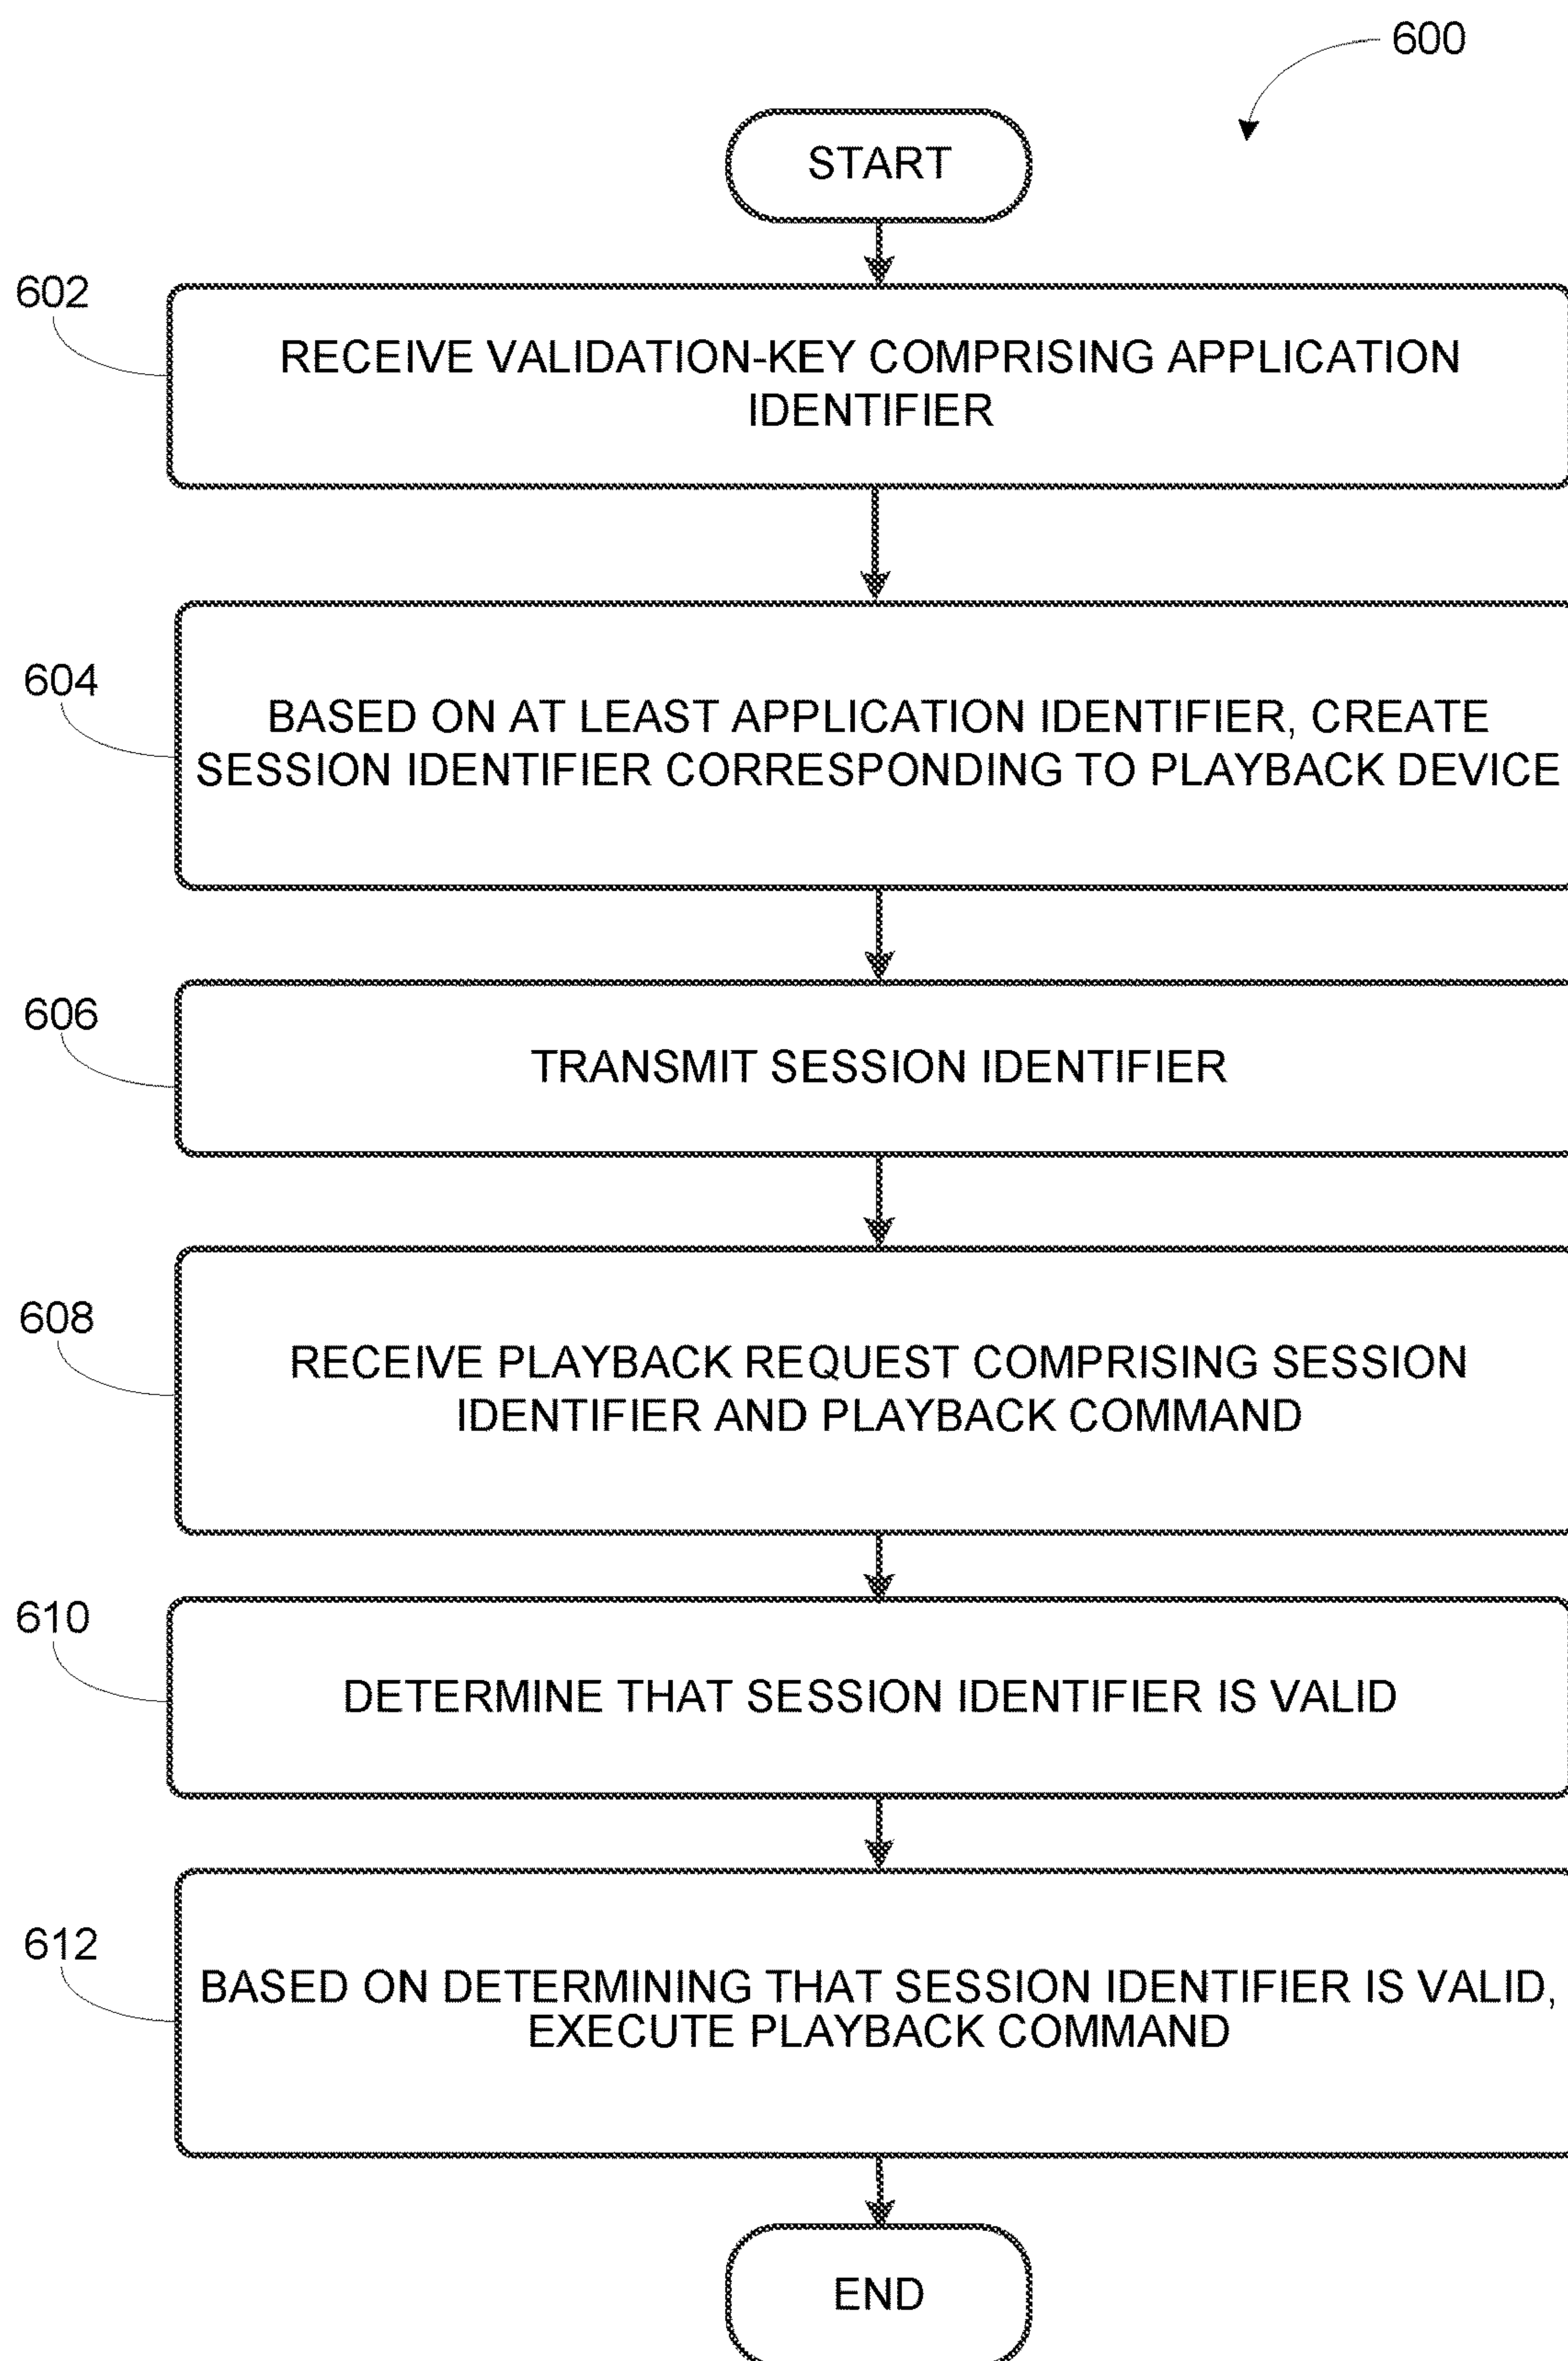 600
START
602
RECEIVE VALIDATION-KEY COMPRISING APPLICATION
IDENTIFIER
604
BASED ON AT LEAST APPLICATION IDENTIFIER, CREATE
SESSION IDENTIFIER CORRESPONDING TO PLAYBACK DEVICE
606
TRANSMIT SESSION IDENTIFIER
608
RECEIVE PLAYBACK REQUEST COMPRISING SESSION
IDENTIFIER AND PLAYBACK COMMAND
610
DETERMINE THAT SESSION IDENTIFIER IS VALID
612
BASED ON DETERMINING THAT SESSION IDENTIFIER IS VALID,
EXECUTE PLAYBACK COMMAND
END